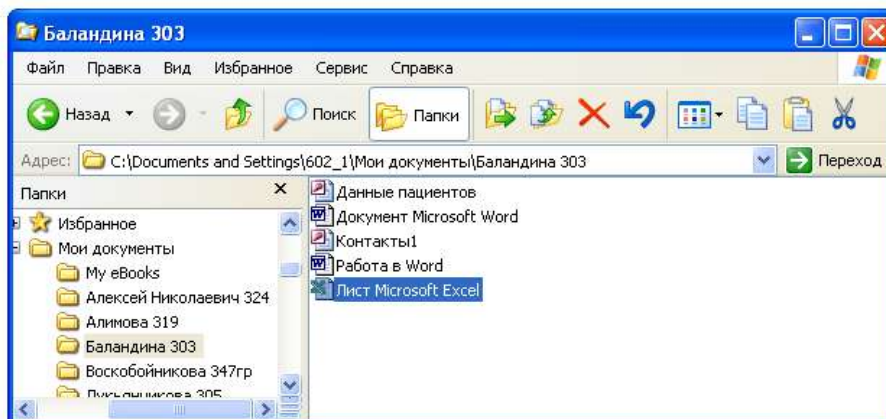 Баландина 303
Файл Правка Вид Избранное Сервис Справка
Назад Поиск Папки
Адрес: C:\Documents and Settings\602_1\Мои документы\Баландина 303 Переход
Папки
Избранное
Мои документы
My eBooks
Алексей Николаевич 324
Алимова 319
Баландина 303
Воскобойникова 347гр
Лукьянчикова 305
Данные пациентов
Документ Microsoft Word
Контакты1
Работа в Word
Лист Microsoft Excel